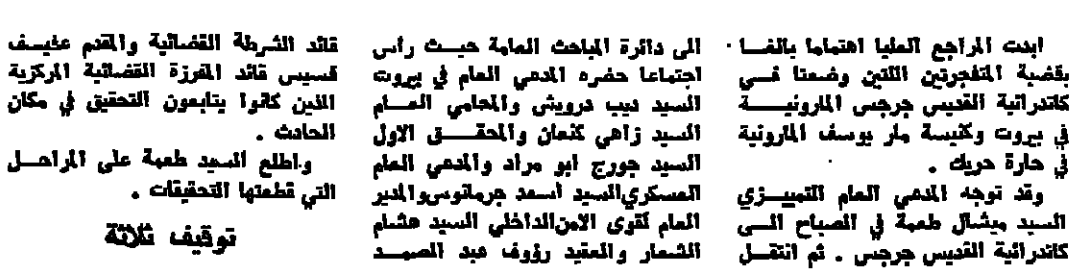 ابدت المراجع العليا اهتماما بالغا
بقضية المتفجرتين اللتين وضعتا في
كاتدرائية القديس جرجس المارونية
في بيروت وكنيسة مار يوسف المارونية
في حارة حريك .
وقد توجه المدعي العام التمييزي
السيد ميشال طعمة في الصباح الى
كاتدرائية القديس جرجس . ثم انتقل
الى دائرة المباحث العامة حيث رأس
اجتماعا حضره المدعي العام في بيروت
السيد ديب درويش والمحامي العام
السيد زاهي كنعان والمحقق الاول
السيد جورج ابو مراد والمدعي العام
العسكري السيد اسعد جرمانوس والمدير
العام لقوى الامن الداخلي السيد هشام
الشعار والعقيد رؤوف عبد الصمد
قائد الشرطة القضائية والمقدم عفيف
قسيس قائد المفرزة القضائية المركزية
الذين كانوا يتابعون التحقيق في مكان
الحادث .
واطلع السيد طعمة على المراحل
التي قطعتها التحقيقات .
توقيف ثلاثة